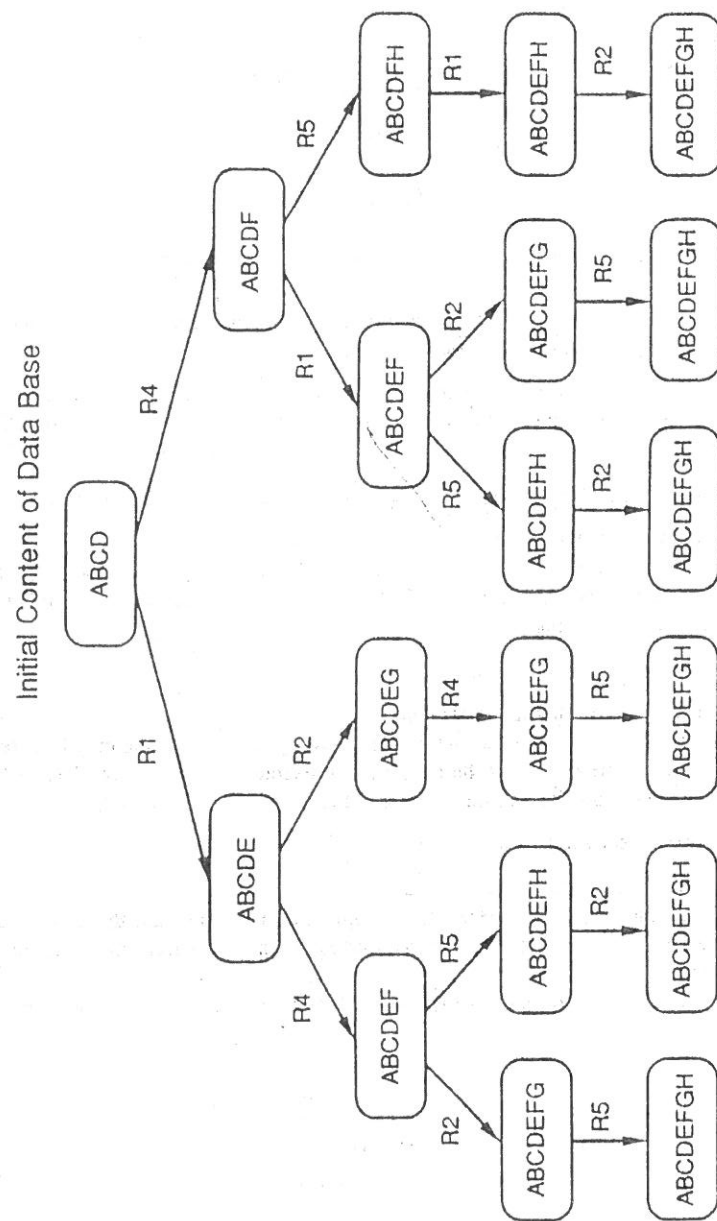 Initial Content of Data Base
ABCD
R1
R4
ABCDE
ABCDF
R4
R2
R1
R5
ABCDEF
ABCDEG
ABCDEF
ABCDFH
R2
R5
R4
R5
R2
R1
ABCDEFG
ABCDEFH
ABCDEFG
ABCDEFH
ABCDEFG
ABCDEFH
R5
R2
R5
R2
R5
R2
ABCDEFGH
ABCDEFGH
ABCDEFGH
ABCDEFGH
ABCDEFGH
ABCDEFGH